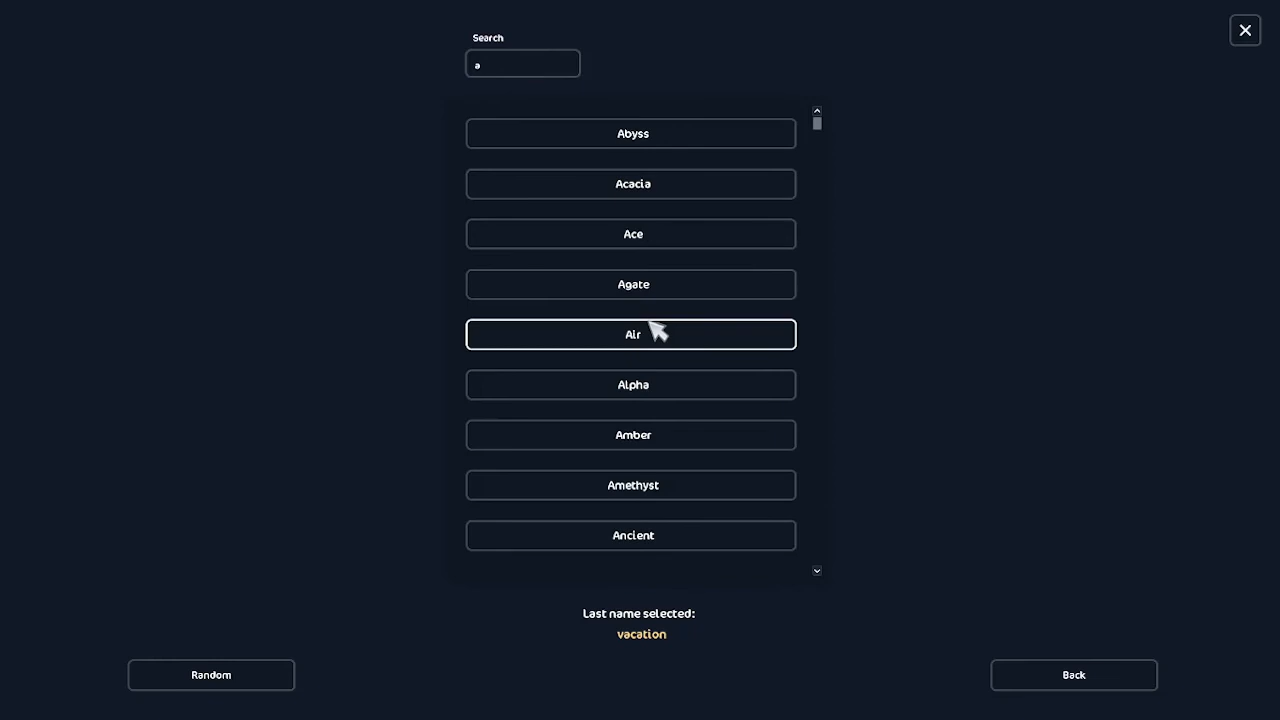 Search
a
Abyss
Acacia
Ace
Agate
Air
Alpha
Amber
Amethyst
Ancient
Last name selected:
vacation
Random
Back